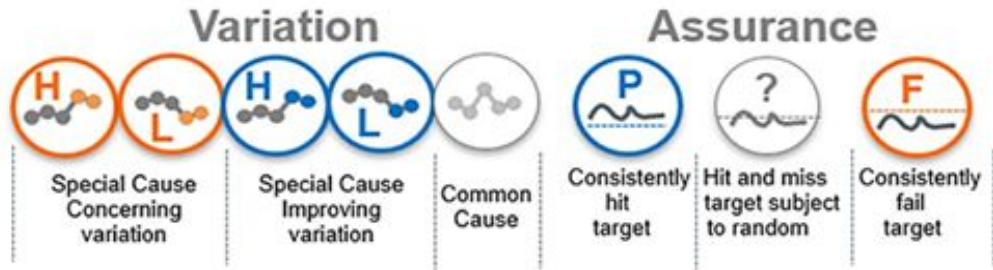 Variation
Assurance
H
L
H
L
P
?
F
Special Cause
Concerning
variation
Special Cause
Improving
variation
Common
Cause
Consistently
hit
target
Hit and miss
target subject
to random
Consistently
fail
target